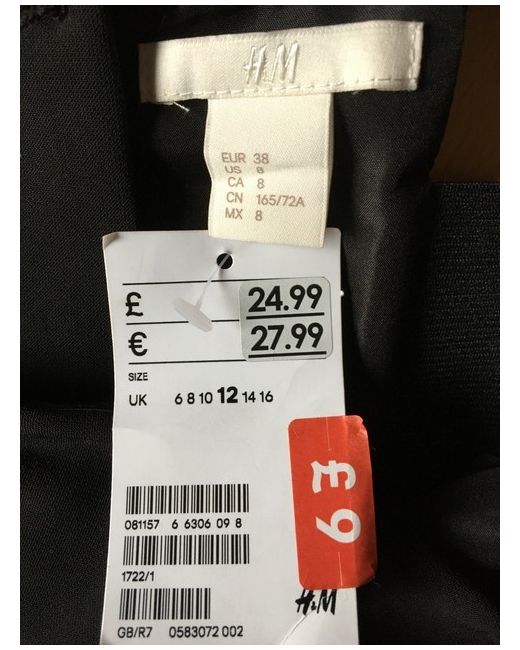 H&M
EUR 38
US 8
CA 8
CN 165/72A
MX 8
£ 24.99
€ 27.99
SIZE
UK 6 8 10 12 14 16
£9
081157 6 6306 09 8
1722/1
H&M
GB/R7 0583072 002